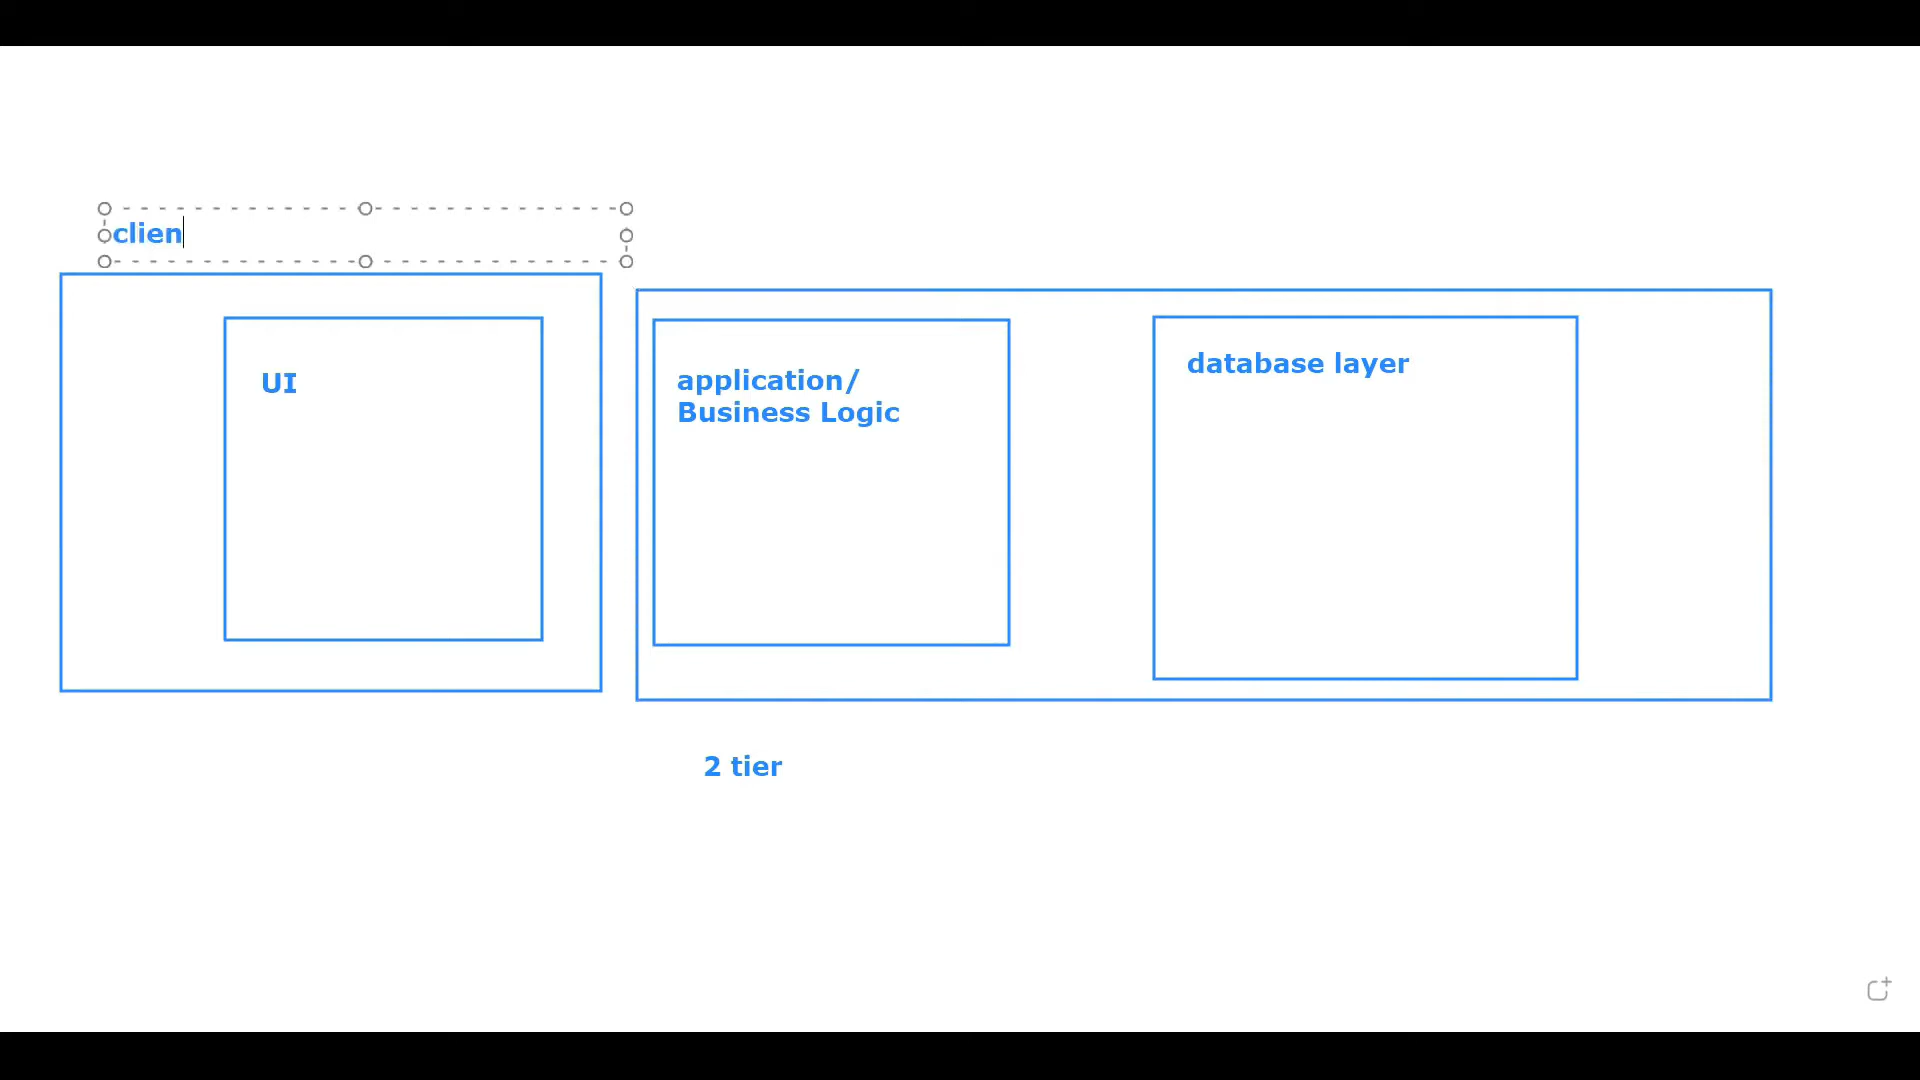 clien
UI
application/
Business Logic
database layer
2 tier